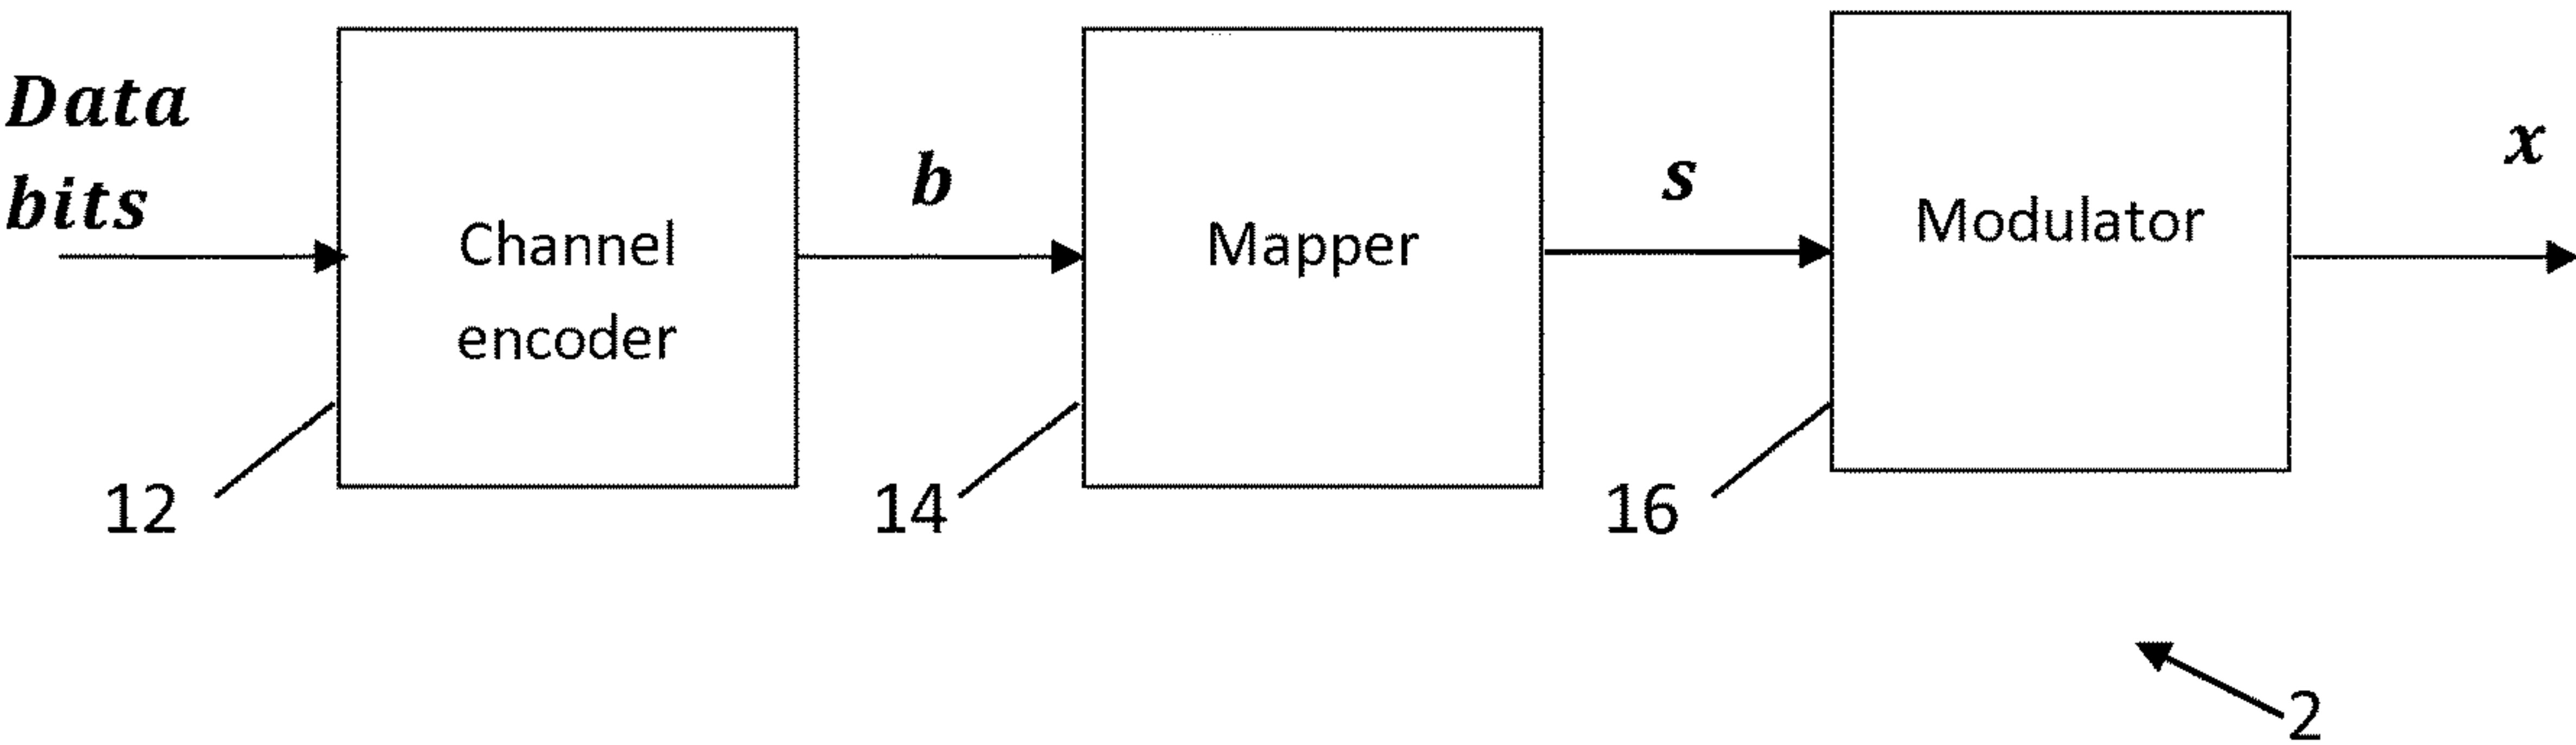 Data
bits
b
s
x
Channel
encoder
Mapper
Modulator
12
14
16
2